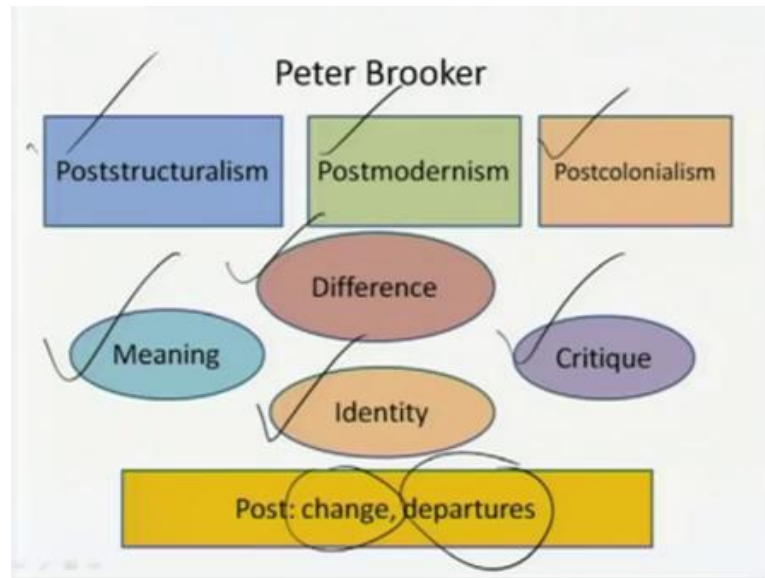 Peter Brooker
Poststructuralism
Postmodernism
Postcolonialism
Difference
Meaning
Critique
Identity
Post: change, departures